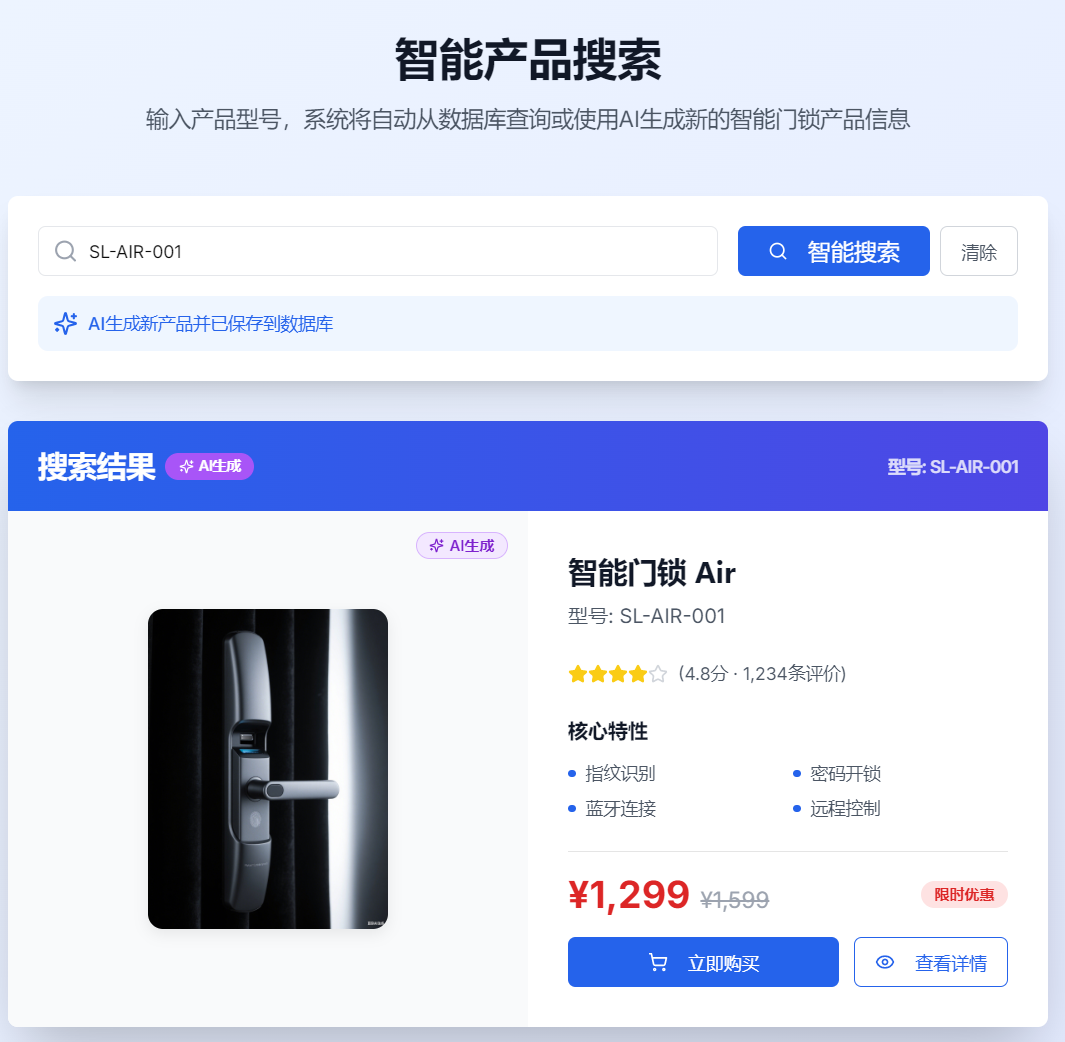 智能产品搜索
输入产品型号，系统将自动从数据库查询或使用AI生成新的智能门锁产品信息
SL-AIR-001
智能搜索
清除
AI生成新产品并已保存到数据库
搜索结果
AI生成
型号: SL-AIR-001
AI生成
智能门锁 Air
型号: SL-AIR-001
(4.8分 · 1,234条评价)
核心特性
指纹识别
密码开锁
蓝牙连接
远程控制
¥1,299 ¥1,599
限时优惠
立即购买
查看详情